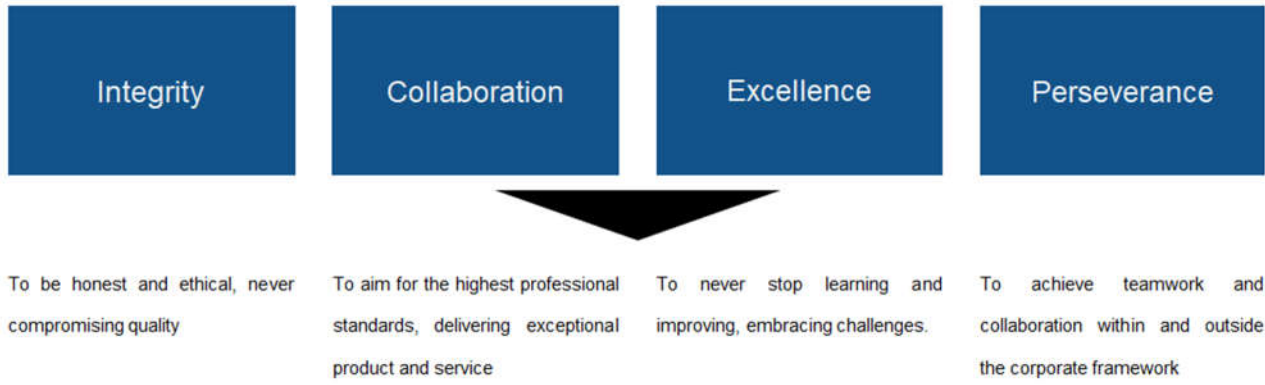 Integrity
Collaboration
Excellence
Perseverance
To be honest and ethical, never
compromising quality
To aim for the highest professional
standards, delivering exceptional
product and service
To never stop learning and
improving, embracing challenges.
To achieve teamwork and
collaboration within and outside
the corporate framework